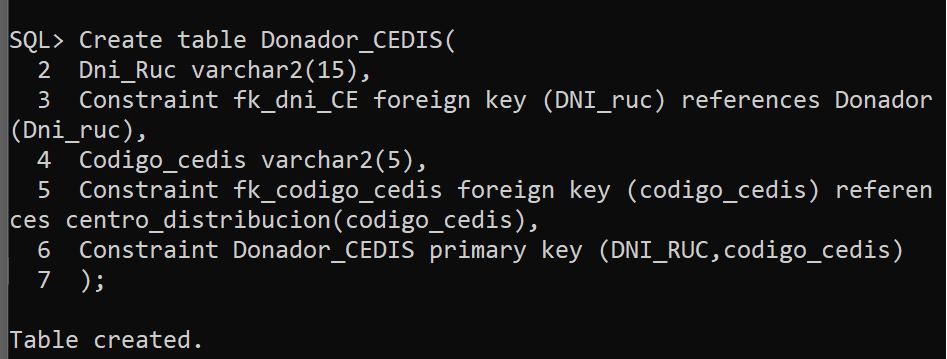 SQL> Create table Donador_CEDIS(
  2  Dni_Ruc varchar2(15),
  3  Constraint fk_dni_CE foreign key (DNI_ruc) references Donador
(Dni_ruc),
  4  Codigo_cedis varchar2(5),
  5  Constraint fk_codigo_cedis foreign key (codigo_cedis) referen
ces centro_distribucion(codigo_cedis),
  6  Constraint Donador_CEDIS primary key (DNI_RUC,codigo_cedis)
  7  );
Table created.